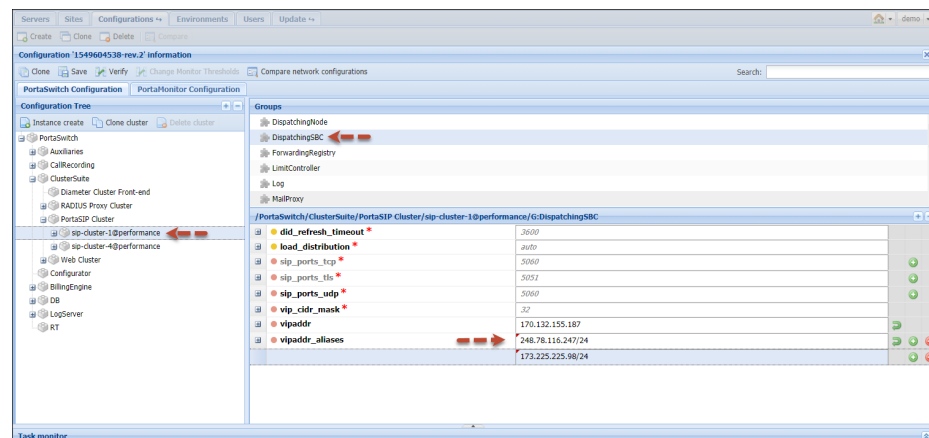 Servers Sites Configurations Environments Users Update demo
Create Clone Delete Compare
Configuration '1549604538-rev.2' information
Clone Save Verify Change Monitor Thresholds Compare network configurations Search:
PortaSwitch Configuration PortaMonitor Configuration
Configuration Tree
Instance create Clone cluster Delete cluster
PortaSwitch
Auxiliaries
CallRecording
ClusterSuite
Diameter Cluster Front-end
RADIUS Proxy Cluster
PortaSIP Cluster
sip-cluster-1@performance
sip-cluster-4@performance
Web Cluster
Configurator
BillingEngine
DB
LogServer
RT
Groups
DispatchingNode
DispatchingSBC
ForwardingRegistry
LimitController
Log
MailProxy
/PortaSwitch/ClusterSuite/PortaSIP Cluster/sip-cluster-1@performance/G:DispatchingSBC
did_refresh_timeout * 3600
load_distribution * auto
sip_ports_tcp * 5060
sip_ports_tls * 5051
sip_ports_udp * 5060
vip_cidr_mask * 32
vipaddr 170.132.155.187
vipaddr_aliases 248.78.116.247/24
173.225.225.98/24
Task monitor